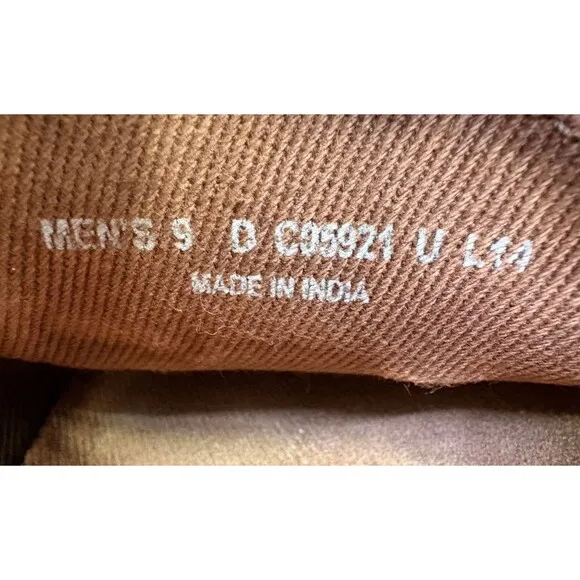 MEN'S 9 D C05921 U L14
MADE IN INDIA